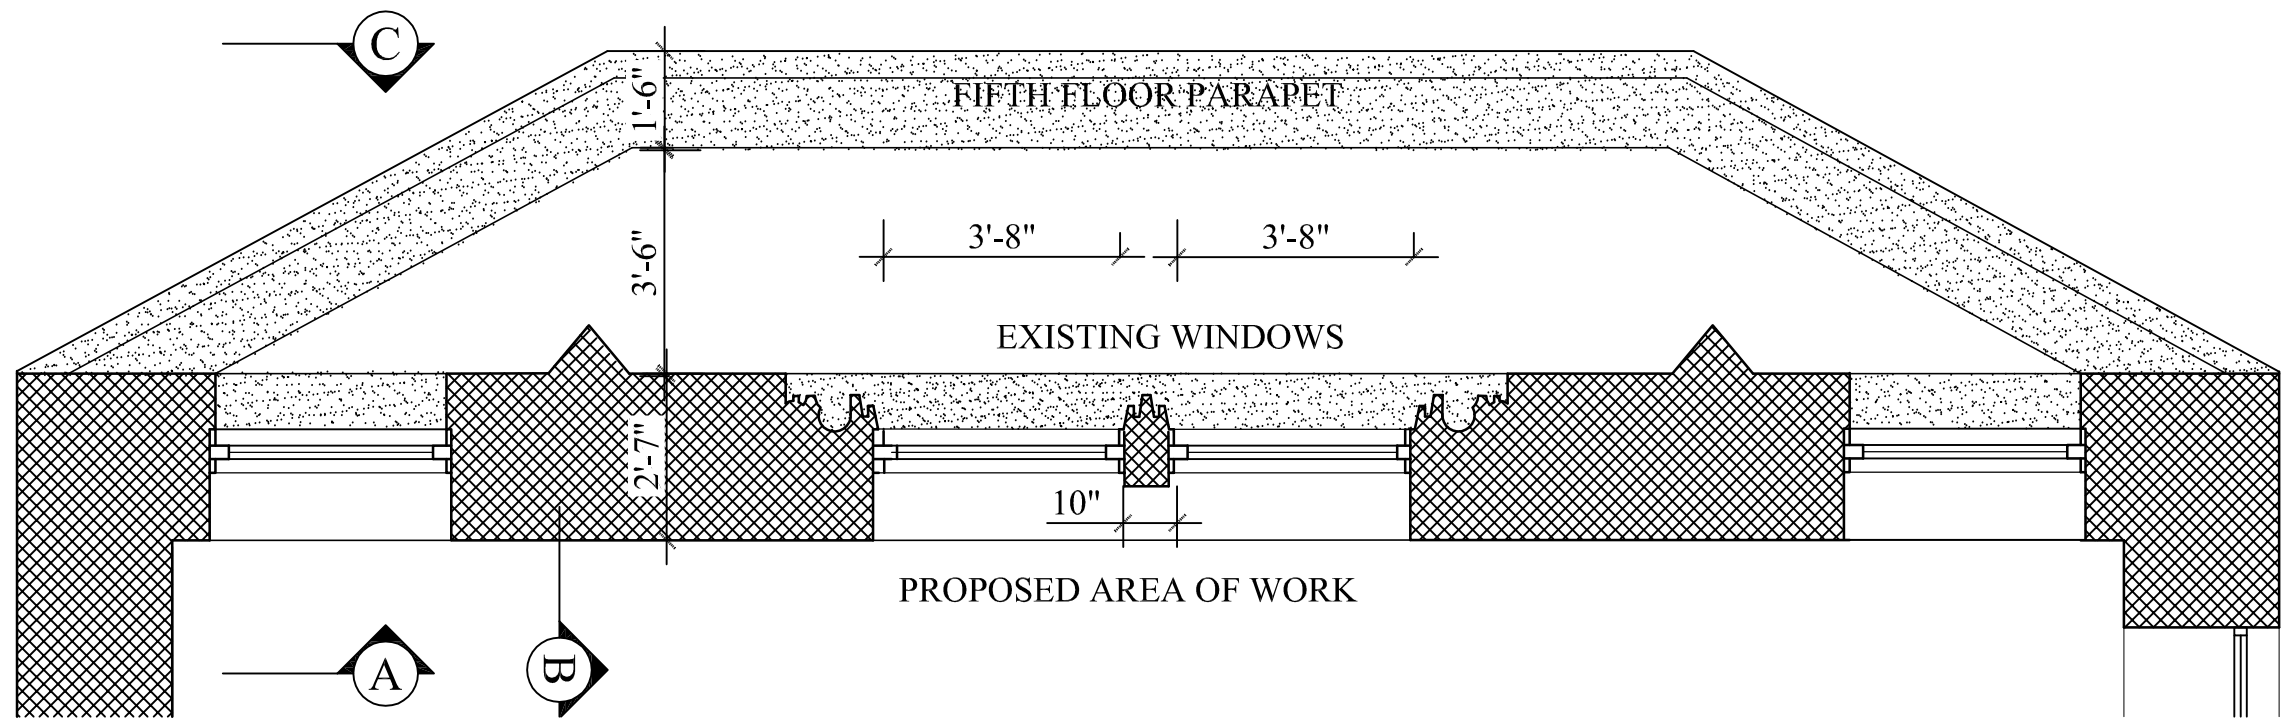 C
1'-6"
FIFTH FLOOR PARAPET
3'-6"
3'-8"
3'-8"
EXISTING WINDOWS
2'-7"
10"
PROPOSED AREA OF WORK
A
B